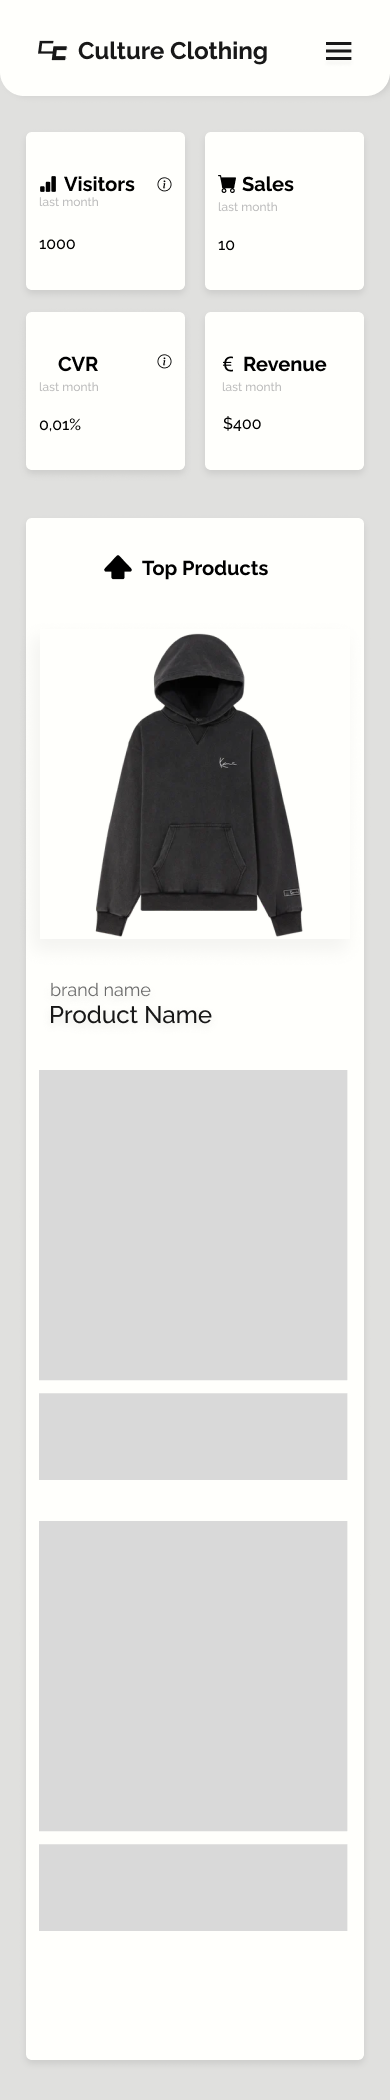 Culture Clothing
Visitors
last month
1000
Sales
last month
10
CVR
last month
0,01%
€ Revenue
last month
$400
Top Products
brand name
Product Name